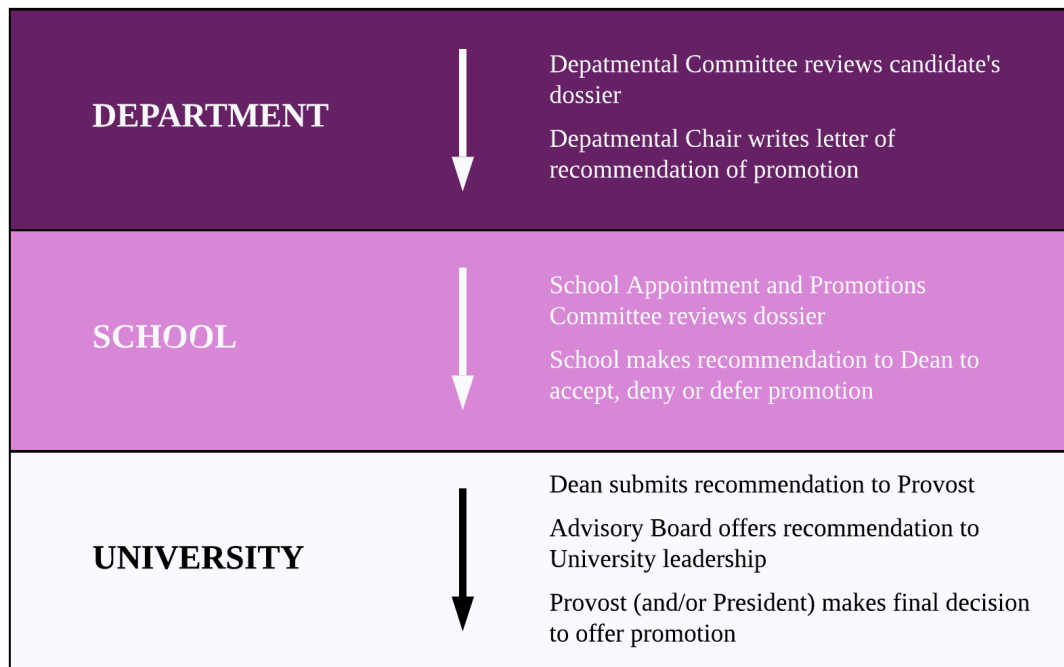 DEPARTMENT
Depatmental Committee reviews candidate's
dossier
Depatmental Chair writes letter of
recommendation of promotion
SCHOOL
School Appointment and Promotions
Committee reviews dossier
School makes recommendation to Dean to
accept, deny or defer promotion
UNIVERSITY
Dean submits recommendation to Provost
Advisory Board offers recommendation to
University leadership
Provost (and/or President) makes final decision
to offer promotion